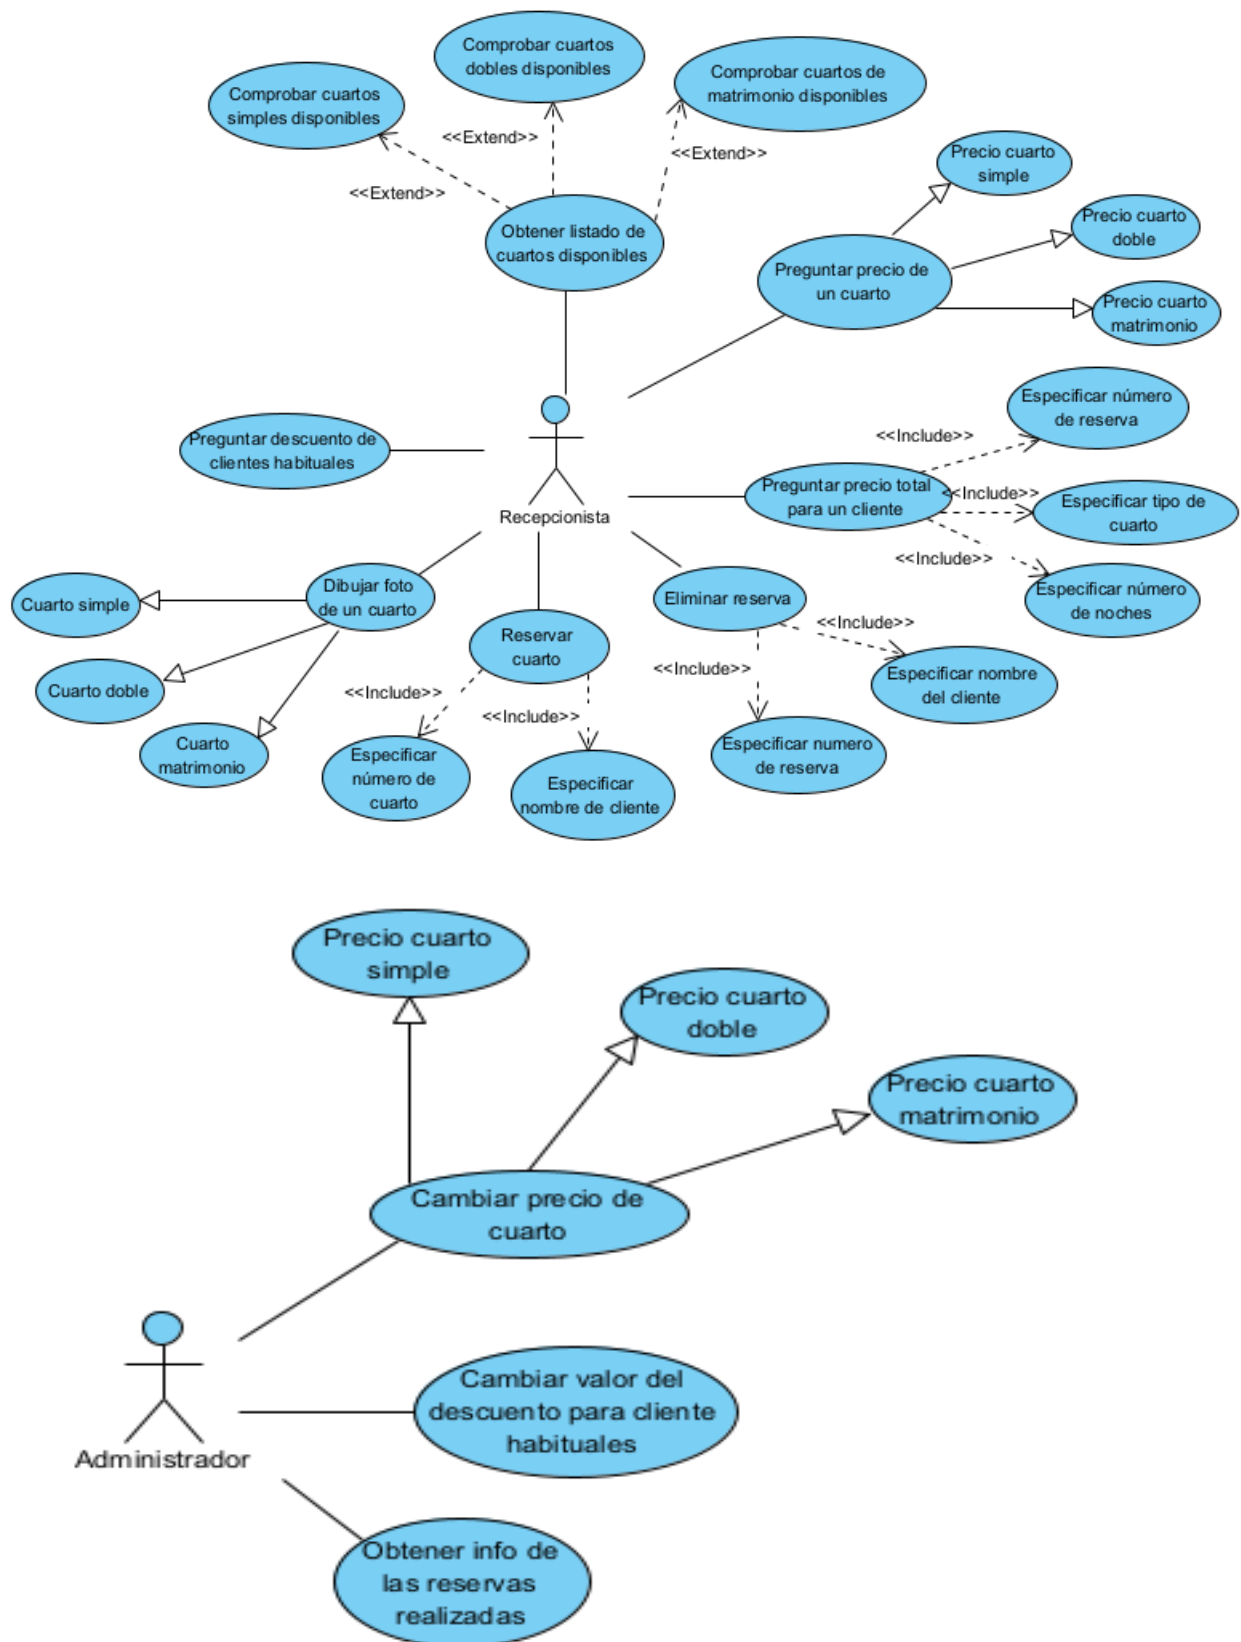 Comprobar cuartos
dobles disponibles
Comprobar cuartos de
matrimonio disponibles
Comprobar cuartos
simples disponibles
<<Extend>>
<<Extend>>
<<Extend>>
Precio cuarto
simple
Precio cuarto
doble
Obtener listado de
cuartos disponibles
Preguntar precio de
un cuarto
Precio cuarto
matrimonio
Especificar número
de reserva
Preguntar descuento de
clientes habituales
<<Include>>
Recepcionista
Preguntar precio total
para un cliente
<<Include>>
Especificar tipo de
cuarto
<<Include>>
Especificar número
de noches
Dibujar foto
de un cuarto
Cuarto simple
Cuarto doble
Cuarto
matrimonio
Reservar
cuarto
Eliminar reserva
<<Include>>
<<Include>>
<<Include>>
<<Include>>
Especificar nombre
del cliente
Especificar
número de
cuarto
Especificar
nombre de cliente
Especificar numero
de reserva
Precio cuarto
simple
Precio cuarto
doble
Precio cuarto
matrimonio
Cambiar precio de
cuarto
Administrador
Cambiar valor del
descuento para cliente
habituales
Obtener info de
las reservas
realizadas